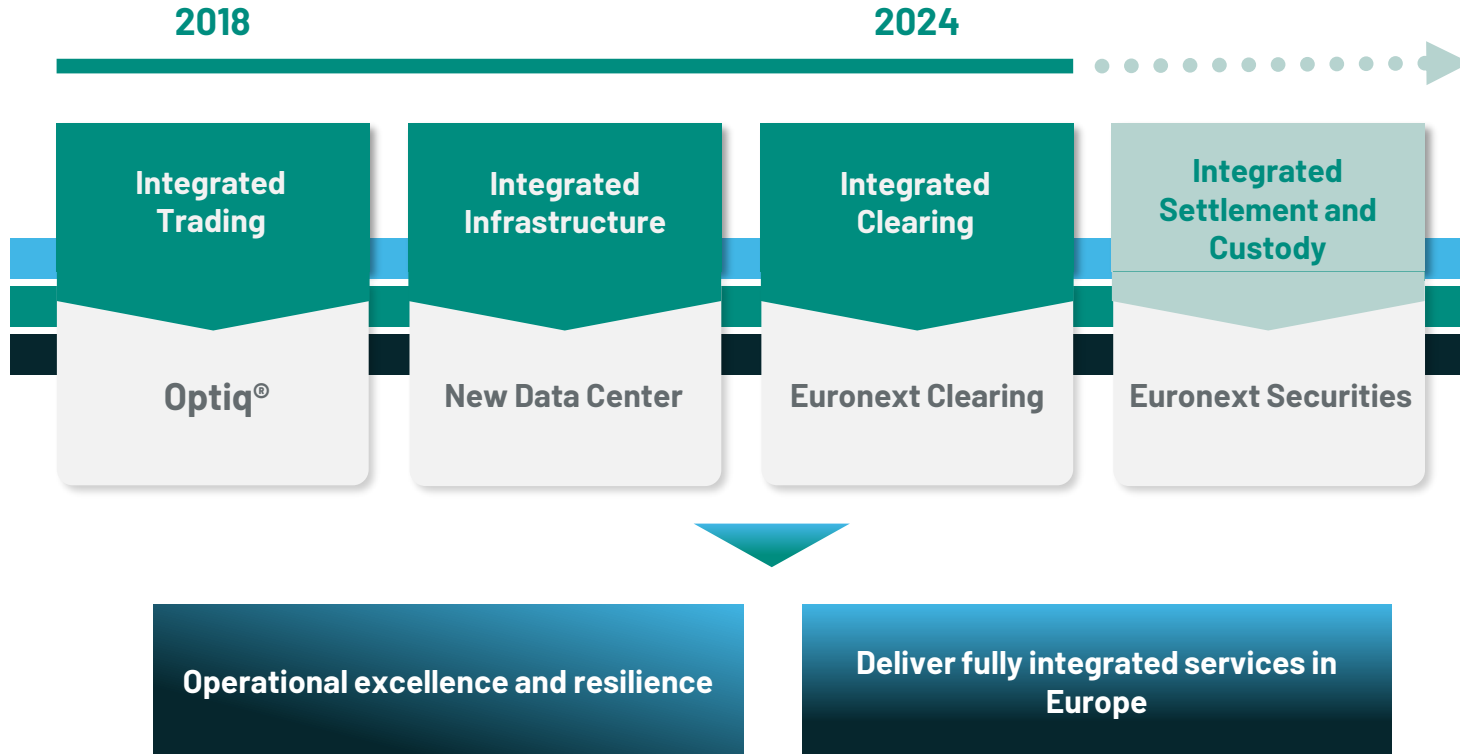 2018
2024
Integrated
Trading
Integrated
Infrastructure
Integrated
Clearing
Integrated
Settlement and
Custody
Optiq®
New Data Center
Euronext Clearing
Euronext Securities
Operational excellence and resilience
Deliver fully integrated services in
Europe